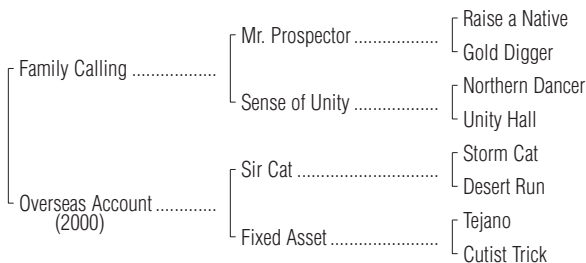 Raise a Native
Mr. Prospector ....................
Gold Digger
Family Calling ..................
Northern Dancer
Sense of Unity ....................
Unity Hall
Storm Cat
Sir Cat ..................................
Desert Run
Overseas Account .............
(2000)
Tejano
Fixed Asset ..........................
Cutist Trick